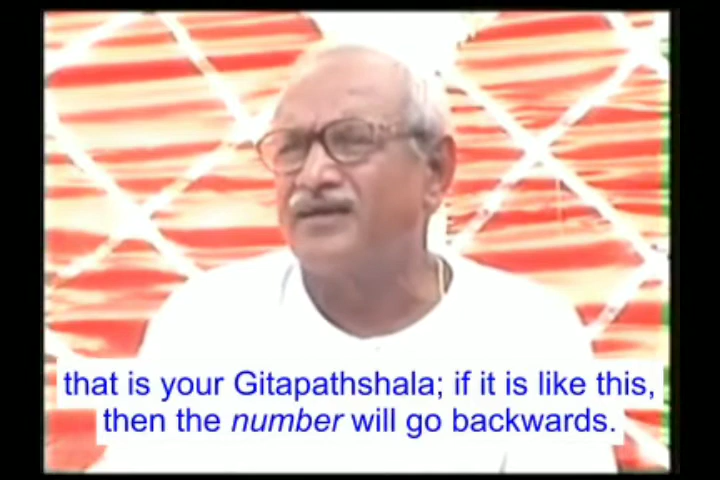 that is your Gitapathshala; if it is like this,
then the number will go backwards.